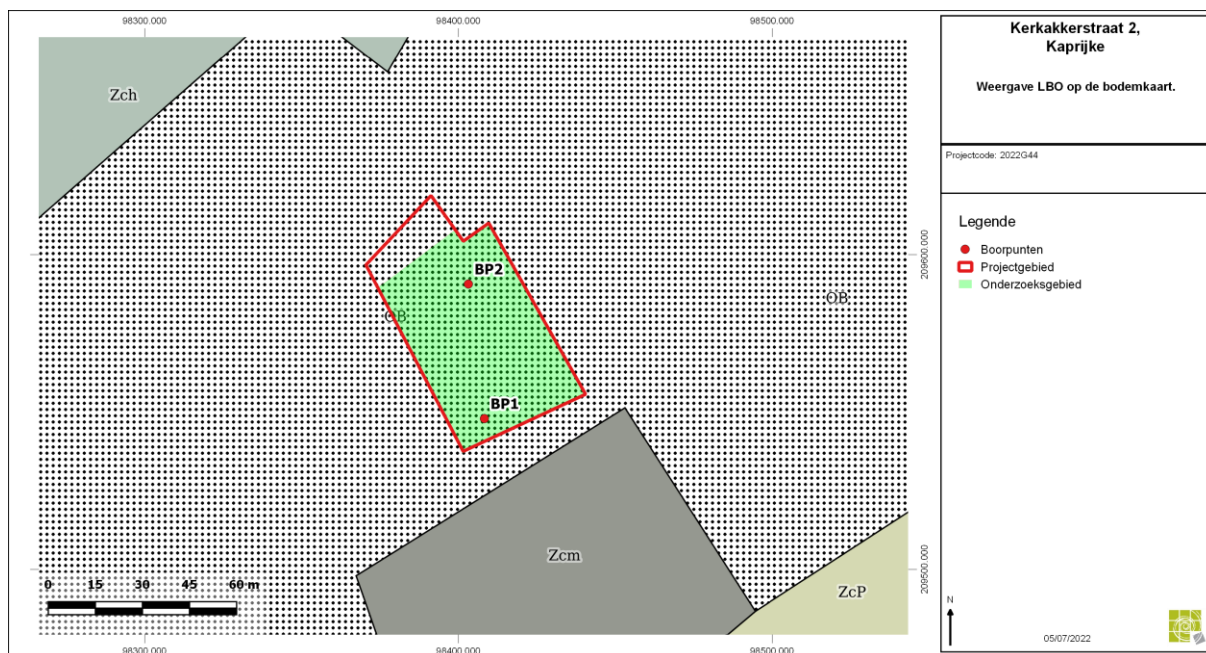 98300.000
98400.000
98500.000
Zch
BP2
OB
OB
BP1
Zcm
ZcP
209600.000
209500.000
0 15 30 45 60 m
98300.000
98400.000
98500.000
Kerkakkerstraat 2,
Kaprijke
Weergave LBO op de bodemkaart.
Projectcode: 2022G44
Legende
Boorpunten
Projectgebied
Onderzoeksgebied
N
05/07/2022